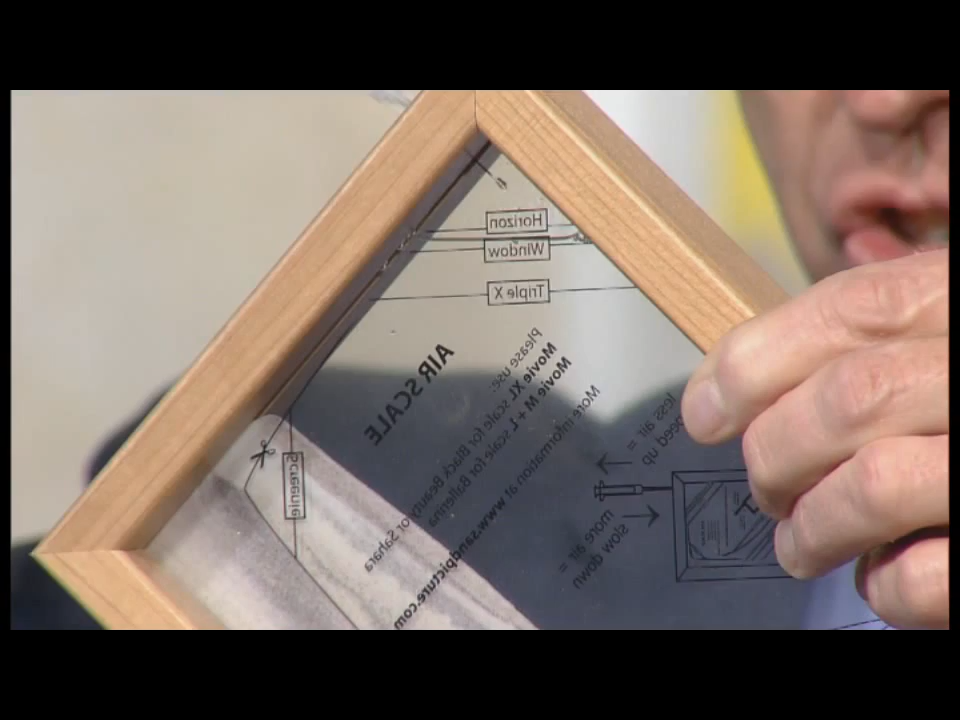 Horizon
Window
Triple X
Screenie
AIR SCALE
Please use:
Movie XL scale for Black Beauty or Sahara
Movie M + L scale for Ballerina
More information at www.sandpicture.com
less air =
speed up
more air =
slow down